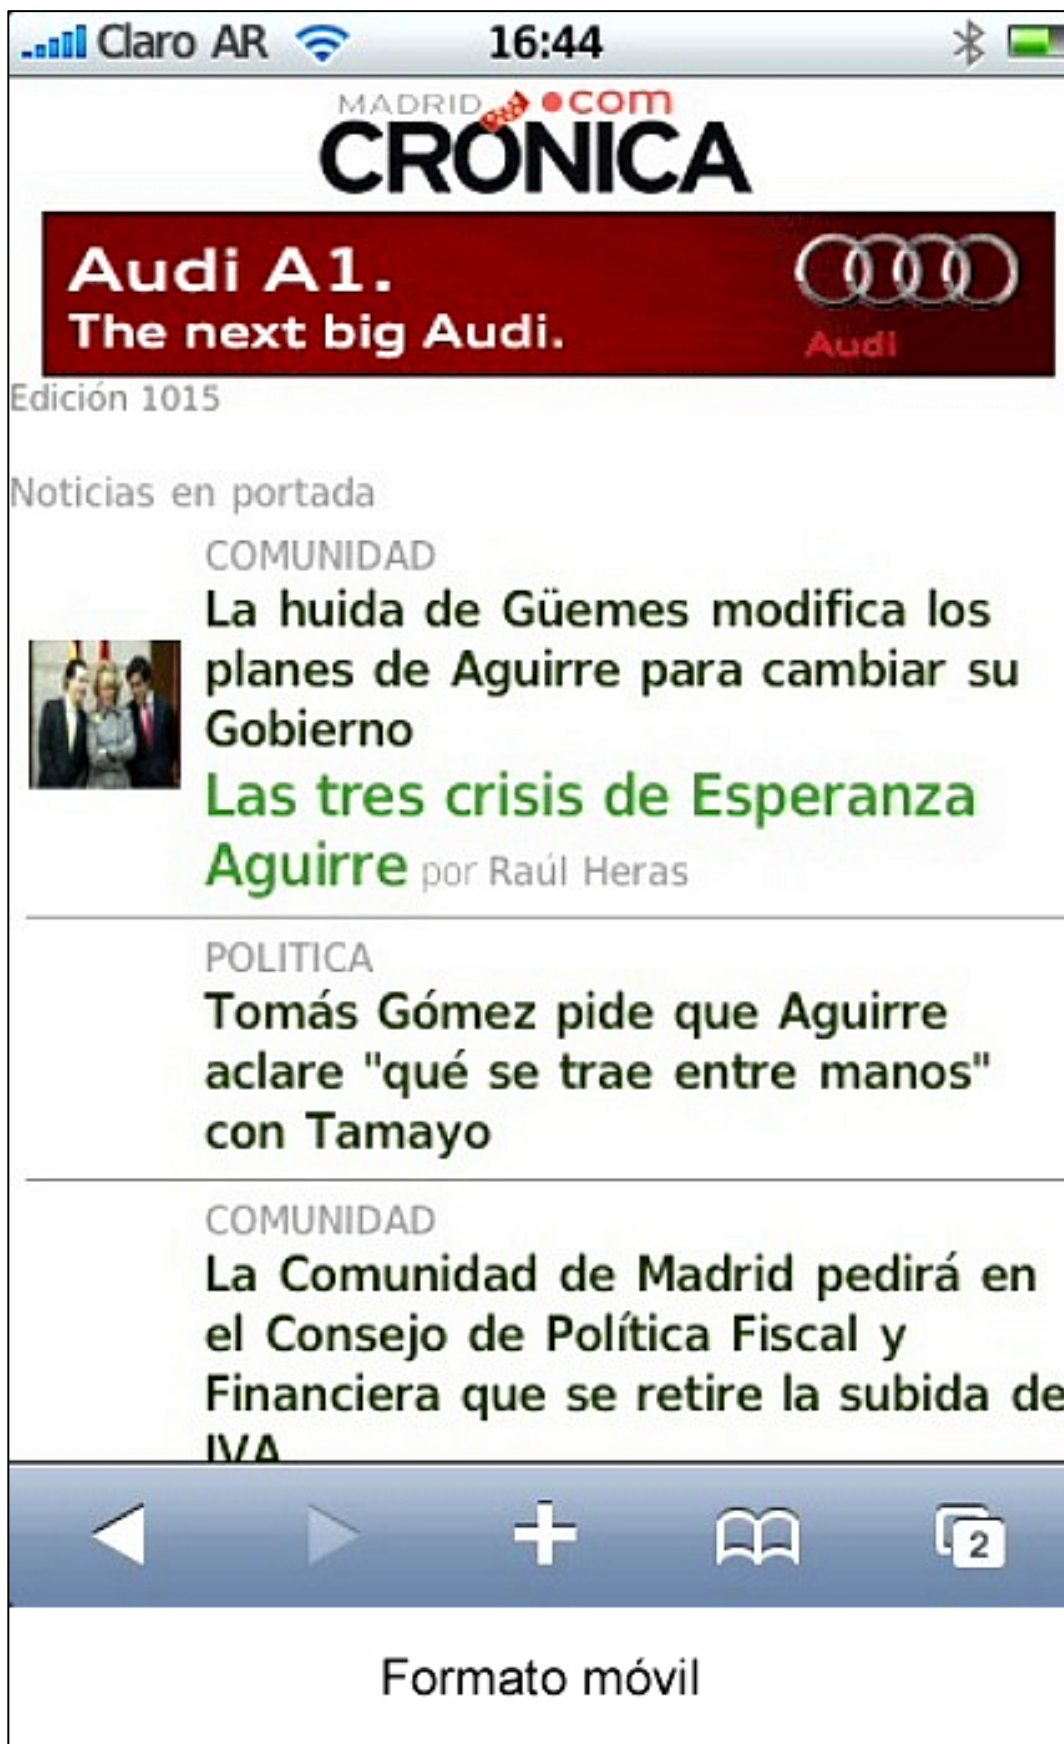 Claro AR 16:44
MADRID .com
CRÓNICA
Audi A1.
The next big Audi.
Audi
Edición 1015
Noticias en portada
COMUNIDAD
La huida de Güemes modifica los
planes de Aguirre para cambiar su
Gobierno
Las tres crisis de Esperanza
Aguirre por Raúl Heras
POLITICA
Tomás Gómez pide que Aguirre
aclare "qué se trae entre manos"
con Tamayo
COMUNIDAD
La Comunidad de Madrid pedirá en
el Consejo de Política Fiscal y
Financiera que se retire la subida de
IVA
2
Formato móvil